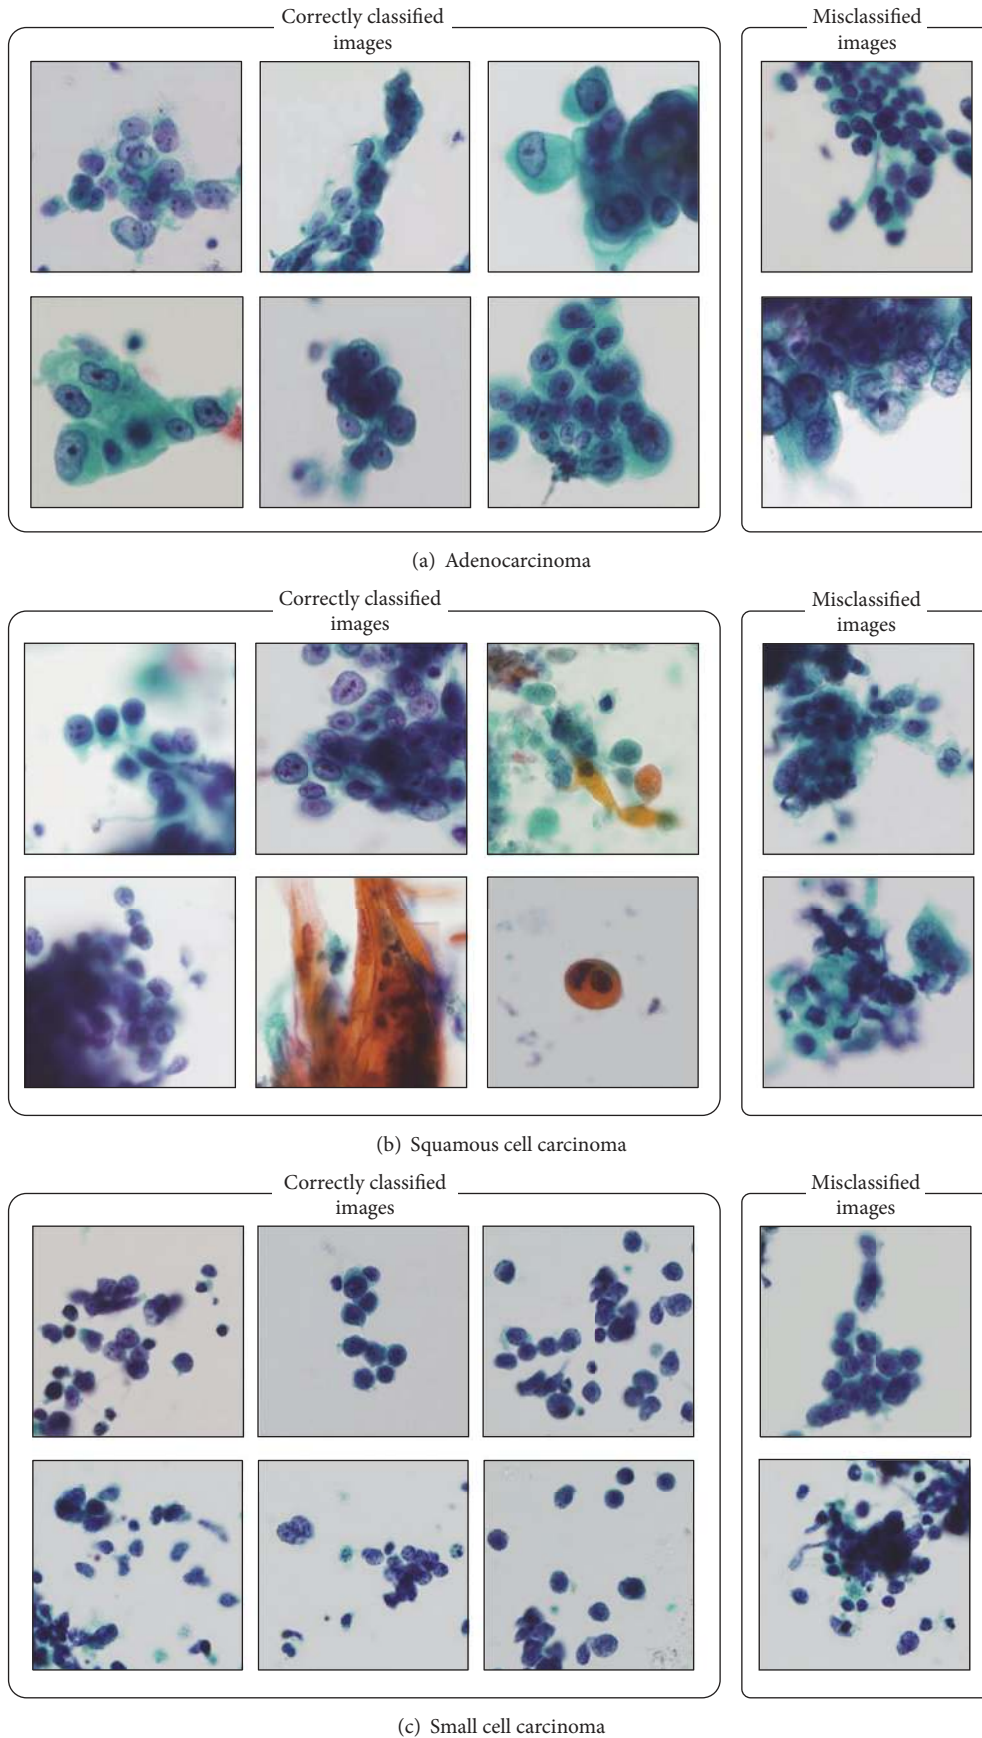 Correctly classified
images
Misclassified
images
(a) Adenocarcinoma
Correctly classified
images
Misclassified
images
(b) Squamous cell carcinoma
Correctly classified
images
Misclassified
images
(c) Small cell carcinoma